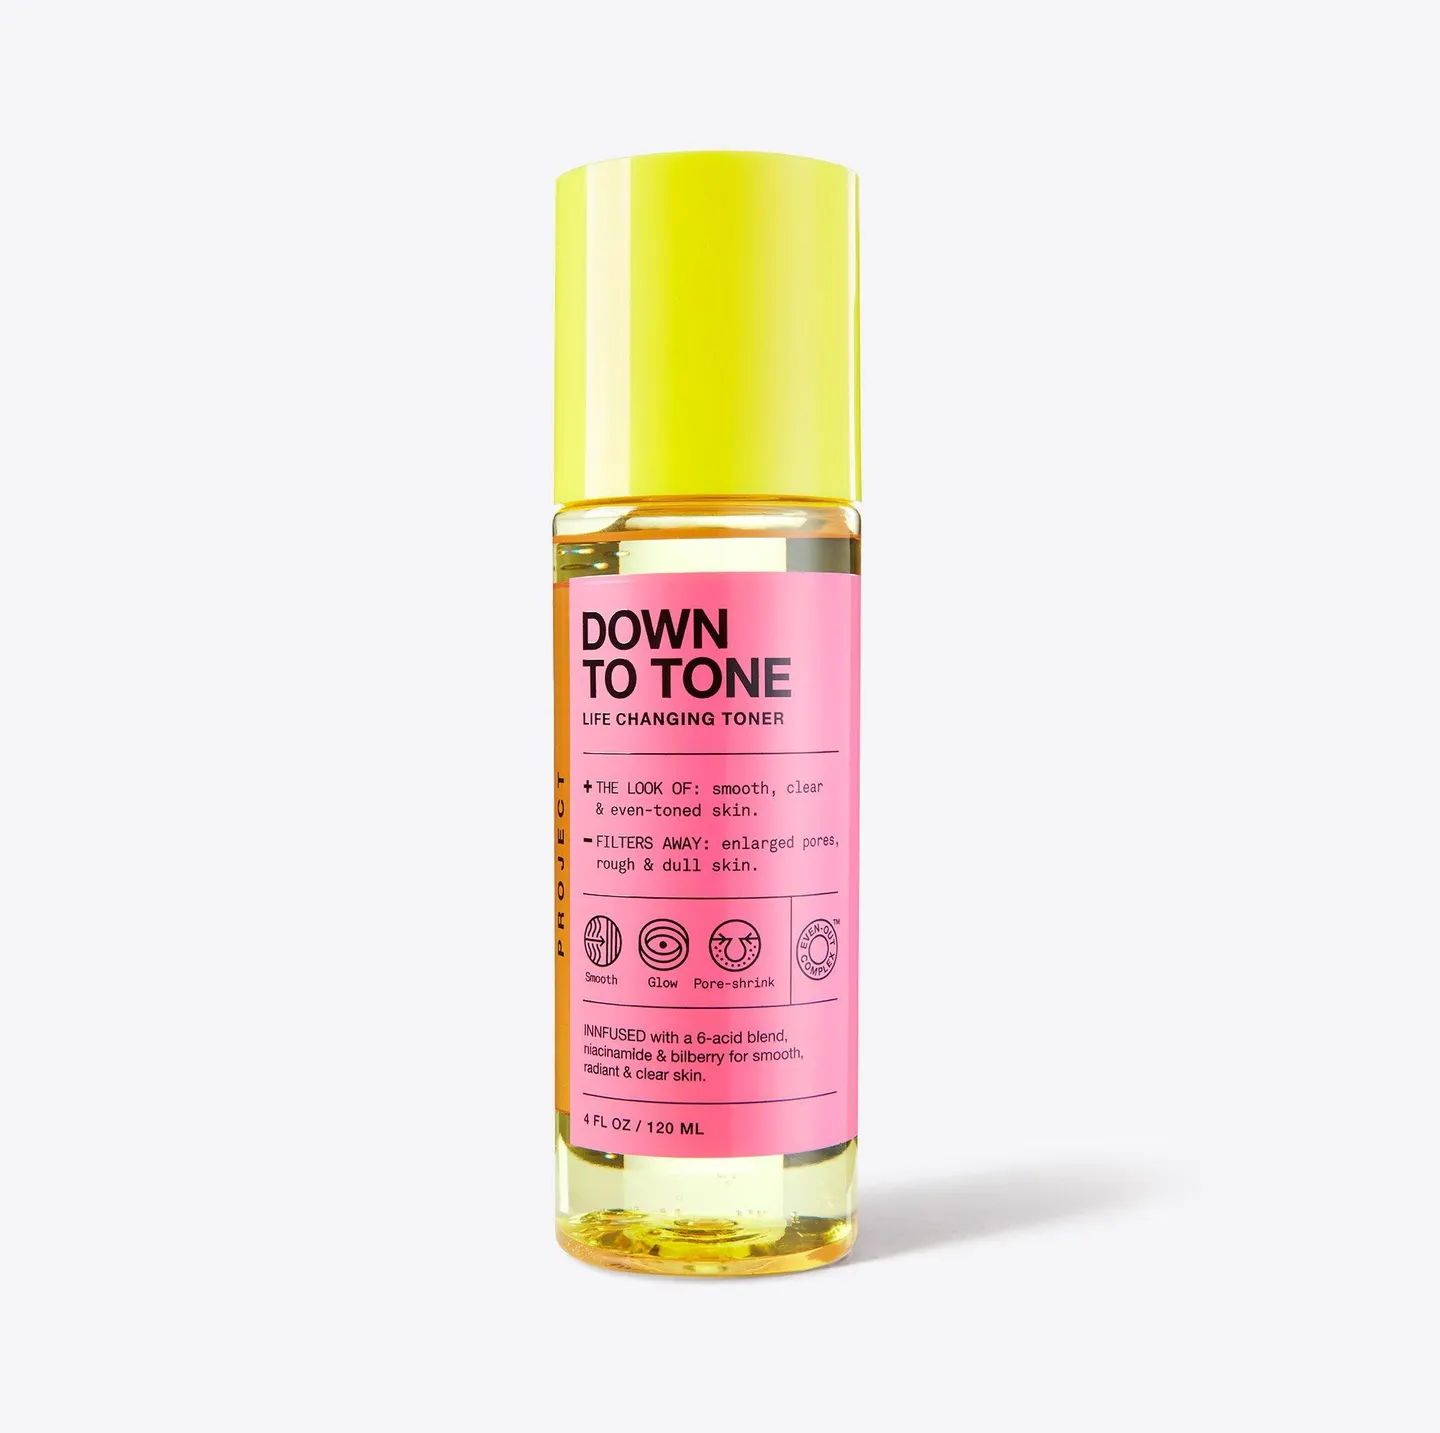 DOWN
TO TONE
LIFE CHANGING TONER
+ THE LOOK OF: smooth, clear
& even-toned skin.
– FILTERS AWAY: enlarged pores,
rough & dull skin.
Smooth
Glow
Pore-shrink
EVEN-OUT COMPLEX™
INNFUSED with a 6-acid blend,
niacinamide & bilberry for smooth,
radiant & clear skin.
4 FL OZ / 120 ML
PROJECT